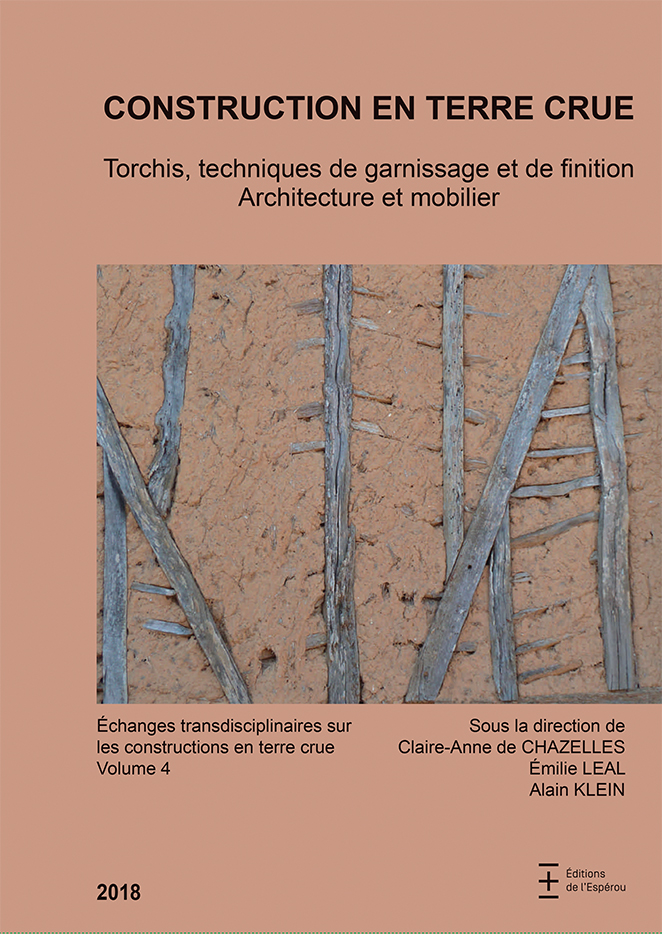 CONSTRUCTION EN TERRE CRUE
Torchis, techniques de garnissage et de finition
Architecture et mobilier
Échanges transdisciplinaires sur
les constructions en terre crue
Volume 4
Sous la direction de
Claire-Anne de CHAZELLES
Émilie LEAL
Alain KLEIN
2018
Éditions
de l'Espérou